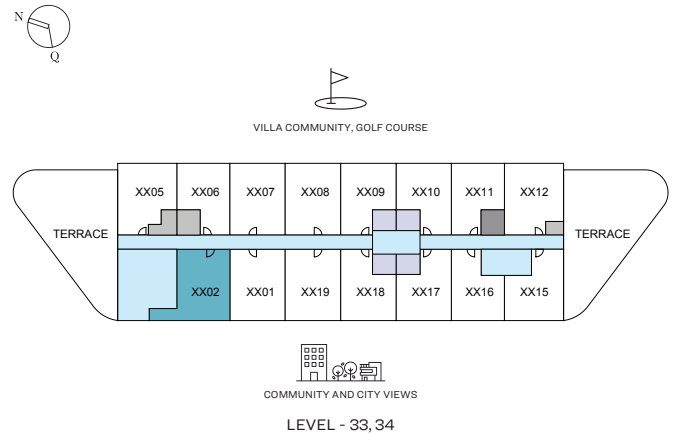 N
Q
VILLA COMMUNITY, GOLF COURSE
XX05 XX06 XX07 XX08 XX09 XX10 XX11 XX12
TERRACE TERRACE
XX02 XX01 XX19 XX18 XX17 XX16 XX15
COMMUNITY AND CITY VIEWS
LEVEL - 33, 34